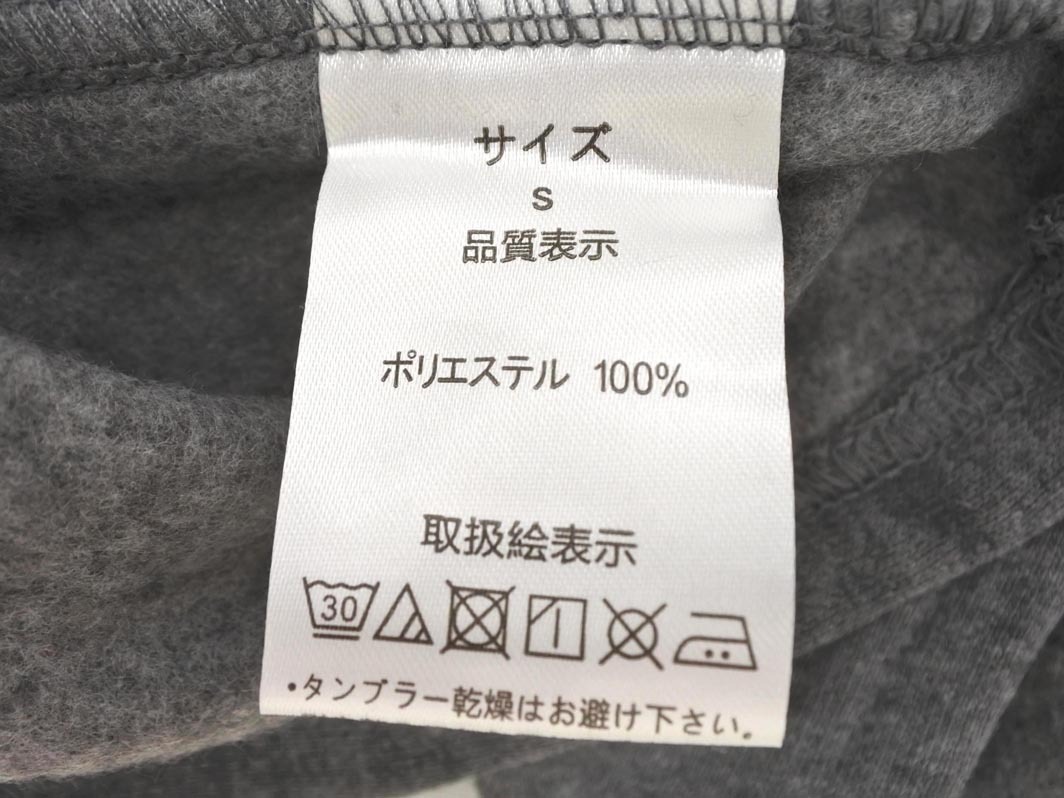 サイズ
S
品質表示
ポリエステル 100%
取扱絵表示
30
・タンブラー乾燥はお避け下さい。